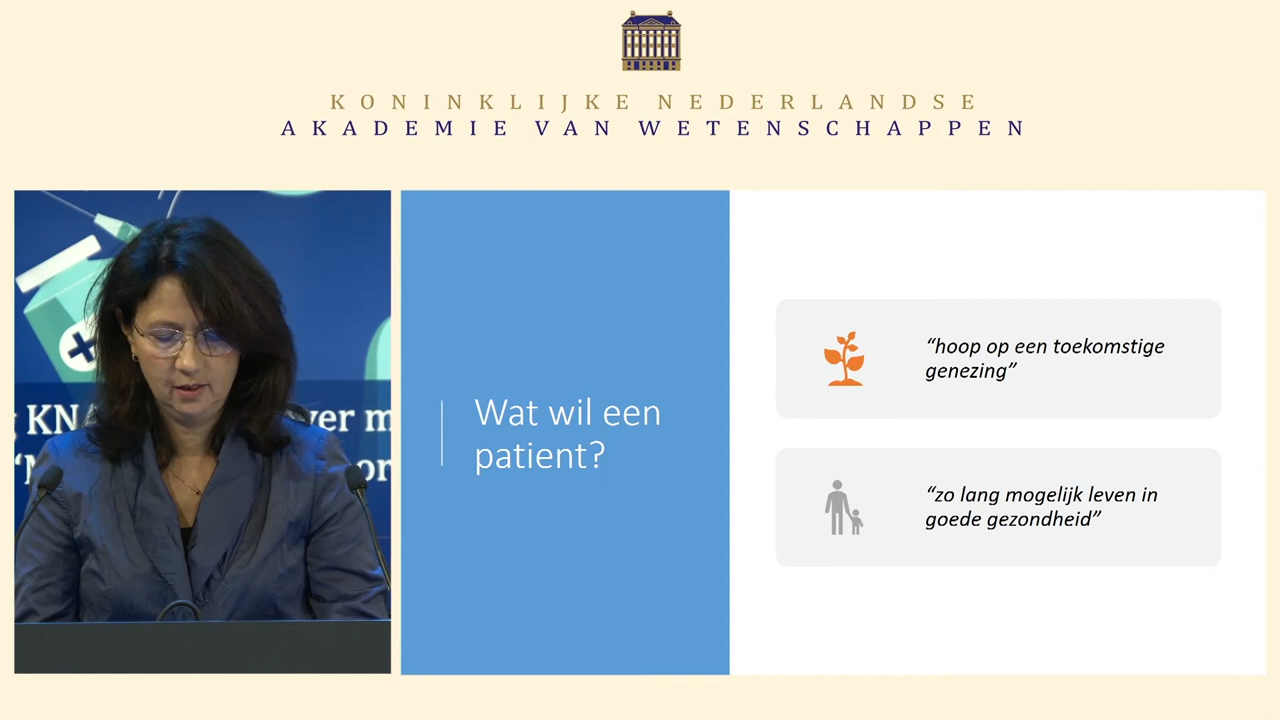 KONINKLIJKE NEDERLANDSE
AKADEMIE VAN WETENSCHAPPEN
KNA
Wat wil een
patient?
“hoop op een toekomstige
genezing”
“zo lang mogelijk leven in
goede gezondheid”